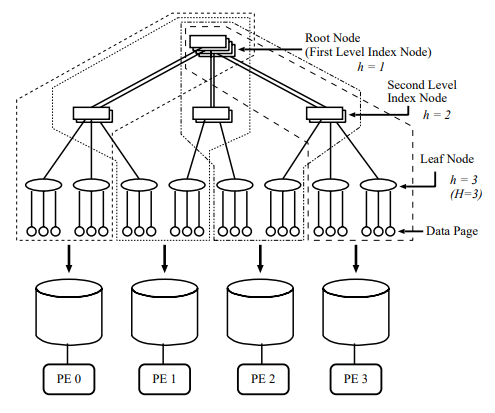 Root Node
(First Level Index Node)
h = 1
Second Level
Index Node
h = 2
Leaf Node
h = 3
(H=3)
Data Page
PE 0
PE 1
PE 2
PE 3